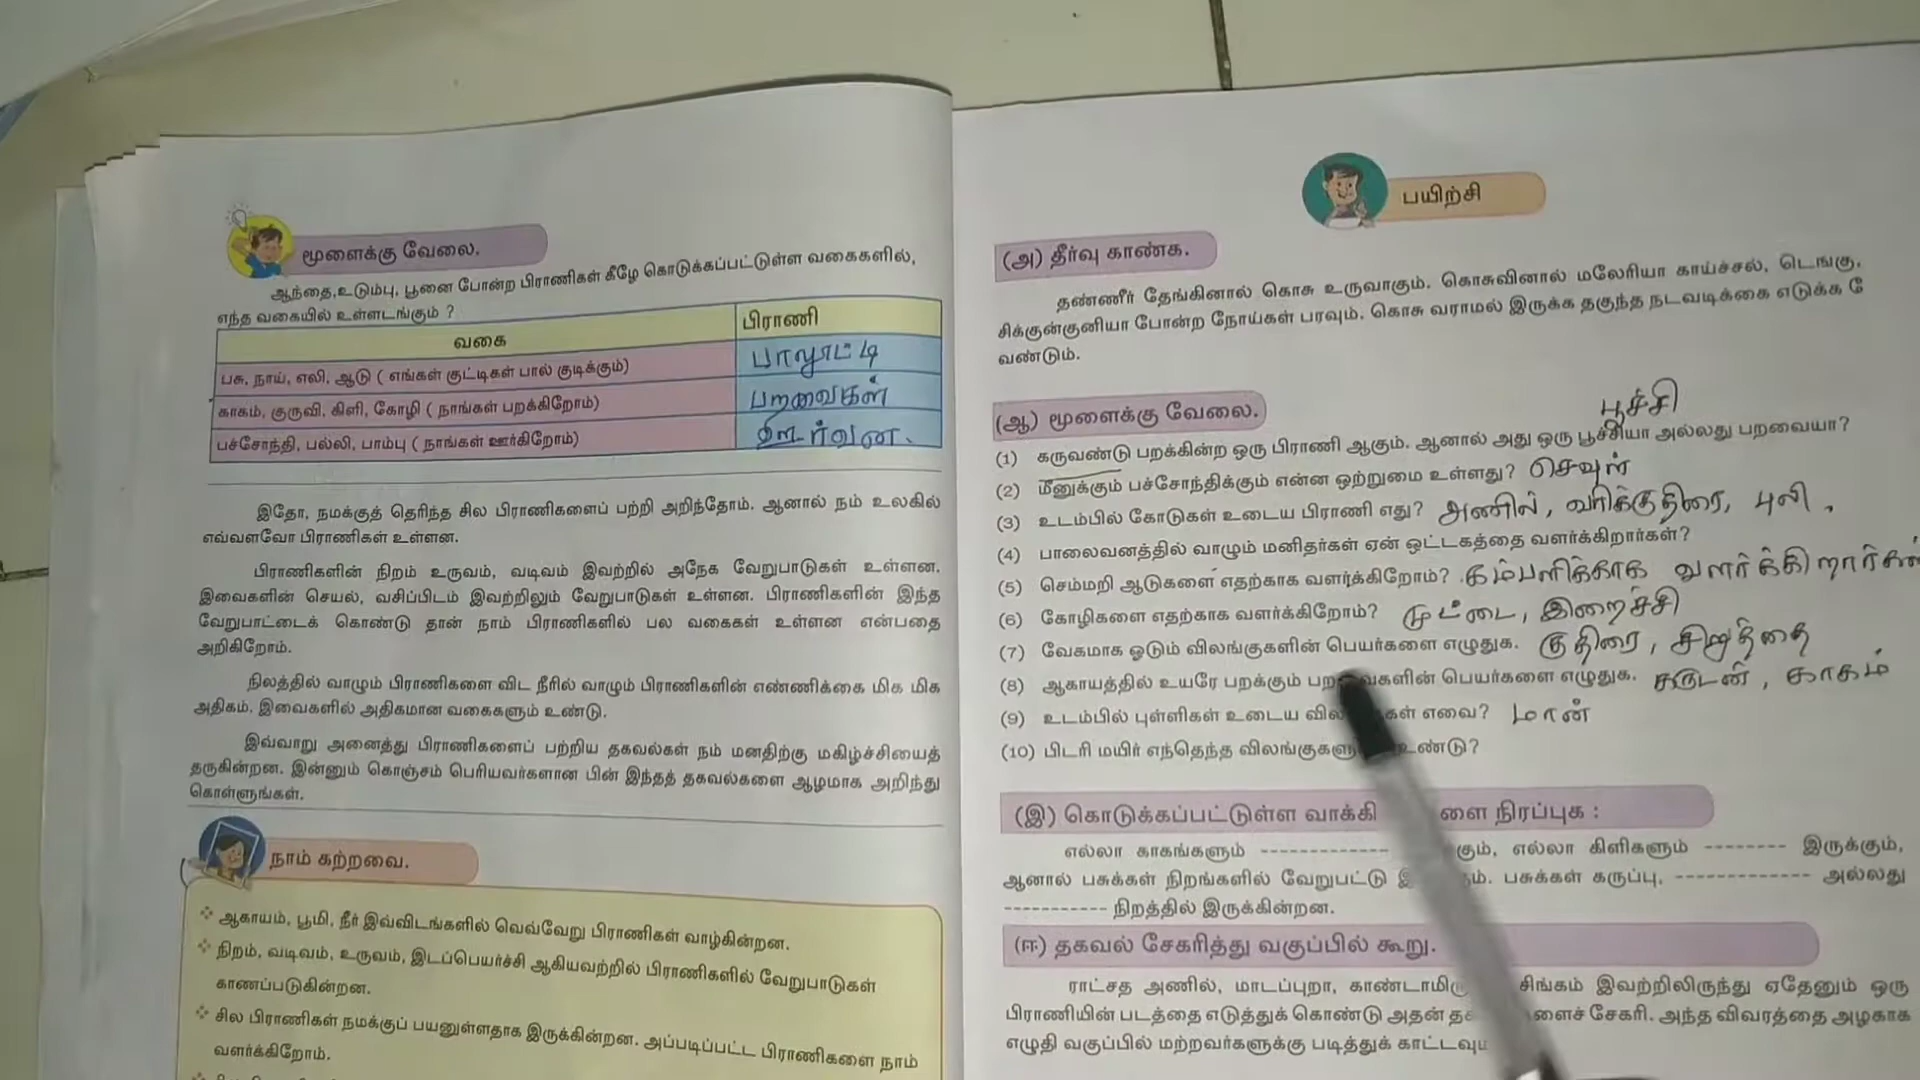 மூளைக்கு வேலை.
ஆந்தை,உடும்பு, பூனை போன்ற பிராணிகள் கீழே கொடுக்கப்பட்டுள்ள வகைகளில்,
எந்த வகையில் உள்ளடங்கும் ?
வகை பிராணி
பசு, நாய், எலி, ஆடு ( எங்கள் குட்டிகள் பால் குடிக்கும்) பாலூட்டி
காகம், குருவி, கிளி, கோழி ( நாங்கள் பறக்கிறோம்) பறவைகள்
பச்சோந்தி, பல்லி, பாம்பு ( நாங்கள் ஊர்கிறோம்) ஊர்வன.
இதோ, நமக்குத் தெரிந்த சில பிராணிகளைப் பற்றி அறிந்தோம். ஆனால் நம் உலகில்
எவ்வளவோ பிராணிகள் உள்ளன.
பிராணிகளின் நிறம் உருவம், வடிவம் இவற்றில் அநேக வேறுபாடுகள் உள்ளன.
இவைகளின் செயல், வசிப்பிடம் இவற்றிலும் வேறுபாடுகள் உள்ளன. பிராணிகளின் இந்த
வேறுபாட்டைக் கொண்டு தான் நாம் பிராணிகளில் பல வகைகள் உள்ளன என்பதை
அறிகிறோம்.
நிலத்தில் வாழும் பிராணிகளை விட நீரில் வாழும் பிராணிகளின் எண்ணிக்கை மிக மிக
அதிகம். இவைகளில் அதிகமான வகைகளும் உண்டு.
இவ்வாறு அனைத்து பிராணிகளைப் பற்றிய தகவல்கள் நம் மனதிற்கு மகிழ்ச்சியைத்
தருகின்றன. இன்னும் கொஞ்சம் பெரியவர்களான பின் இந்தத் தகவல்களை ஆழமாக அறிந்து
கொள்ளுங்கள்.
நாம் கற்றவை.
ஆகாயம், பூமி, நீர் இவ்விடங்களில் வெவ்வேறு பிராணிகள் வாழ்கின்றன.
நிறம், வடிவம், உருவம், இடப்பெயர்ச்சி ஆகியவற்றில் பிராணிகளில் வேறுபாடுகள்
காணப்படுகின்றன.
சில பிராணிகள் நமக்குப் பயனுள்ளதாக இருக்கின்றன. அப்படிப்பட்ட பிராணிகளை நாம்
வளர்க்கிறோம்.
பயிற்சி
(அ) தீர்வு காண்க.
தண்ணீர் தேங்கினால் கொசு உருவாகும். கொசுவினால் மலேரியா காய்ச்சல், டெங்கு,
சிக்குன்குனியா போன்ற நோய்கள் பரவும். கொசு வராமல் இருக்க தகுந்த நடவடிக்கை எடுக்க வே
வண்டும்.
(ஆ) மூளைக்கு வேலை.
பூச்சி
(1) கருவண்டு பறக்கின்ற ஒரு பிராணி ஆகும். ஆனால் அது ஒரு பூச்சியா அல்லது பறவையா?
(2) மீனுக்கும் பச்சோந்திக்கும் என்ன ஒற்றுமை உள்ளது? செவுள்
(3) உடம்பில் கோடுகள் உடைய பிராணி எது? அணில், வரிக்குதிரை, புலி,
(4) பாலைவனத்தில் வாழும் மனிதர்கள் ஏன் ஒட்டகத்தை வளர்க்கிறார்கள்?
(5) செம்மறி ஆடுகளை எதற்காக வளர்க்கிறோம்? கம்பளிக்காக வளர்க்கிறார்கள்
(6) கோழிகளை எதற்காக வளர்க்கிறோம்? முட்டை, இறைச்சி
(7) வேகமாக ஓடும் விலங்குகளின் பெயர்களை எழுதுக. குதிரை, சிறுத்தை
(8) ஆகாயத்தில் உயரே பறக்கும் பறவைகளின் பெயர்களை எழுதுக. கருடன், காகம்
(9) உடம்பில் புள்ளிகள் உடைய எவை? மான்
(10) பிடரி மயிர் எந்தெந்த உண்டு?
(இ) கொடுக்கப்பட்டுள்ள நிரப்புக :
எல்லா காகங்களும் ------------- எல்லா கிளிகளும் -------- இருக்கும்,
ஆனால் பசுக்கள் நிறங்களில் வேறுபட்டு பசுக்கள் கருப்பு, ------------- அல்லது
----------- நிறத்தில் இருக்கின்றன.
(ஈ) தகவல் சேகரித்து வகுப்பில் கூறு.
ராட்சத அணில், மாடப்புறா, சிங்கம் இவற்றிலிருந்து ஏதேனும் ஒரு
பிராணியின் படத்தை எடுத்துக் கொண்டு அதன் சேகரி. அந்த விவரத்தை அழகாக
எழுதி வகுப்பில் மற்றவர்களுக்கு படித்துக்